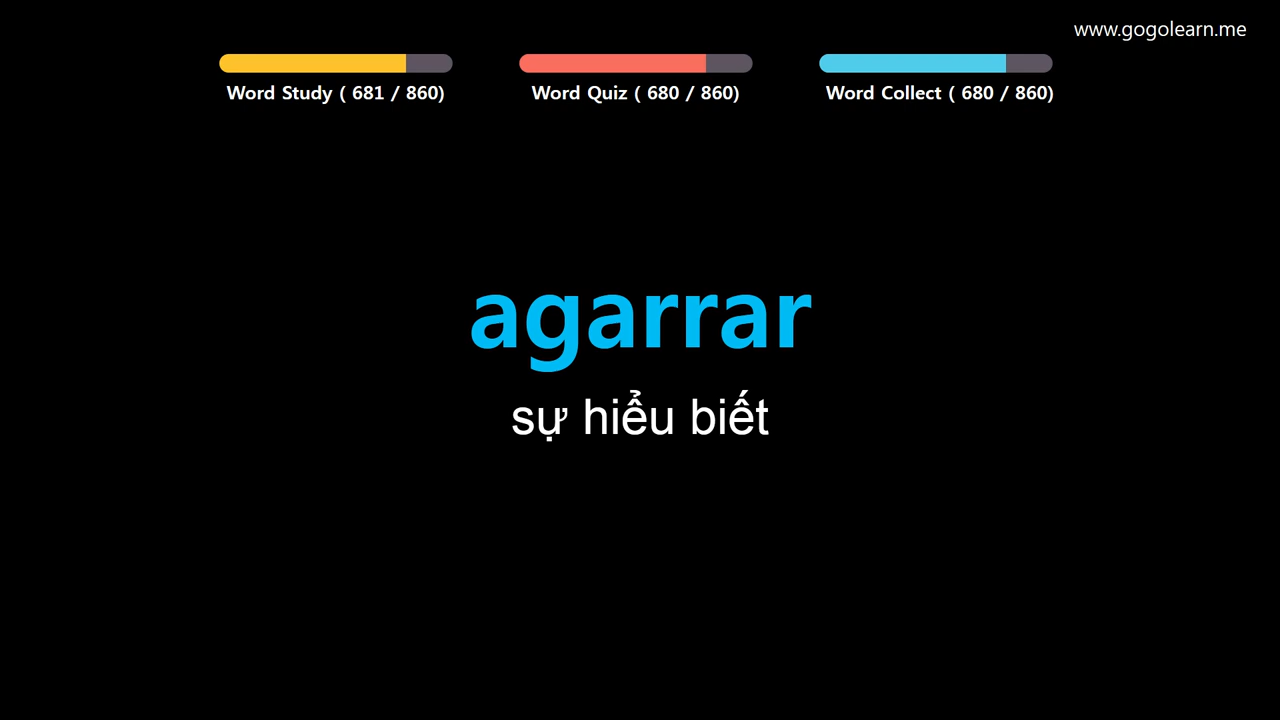 www.gogolearn.me
Word Study ( 681 / 860) Word Quiz ( 680 / 860) Word Collect ( 680 / 860)
agarrar
sự hiểu biết